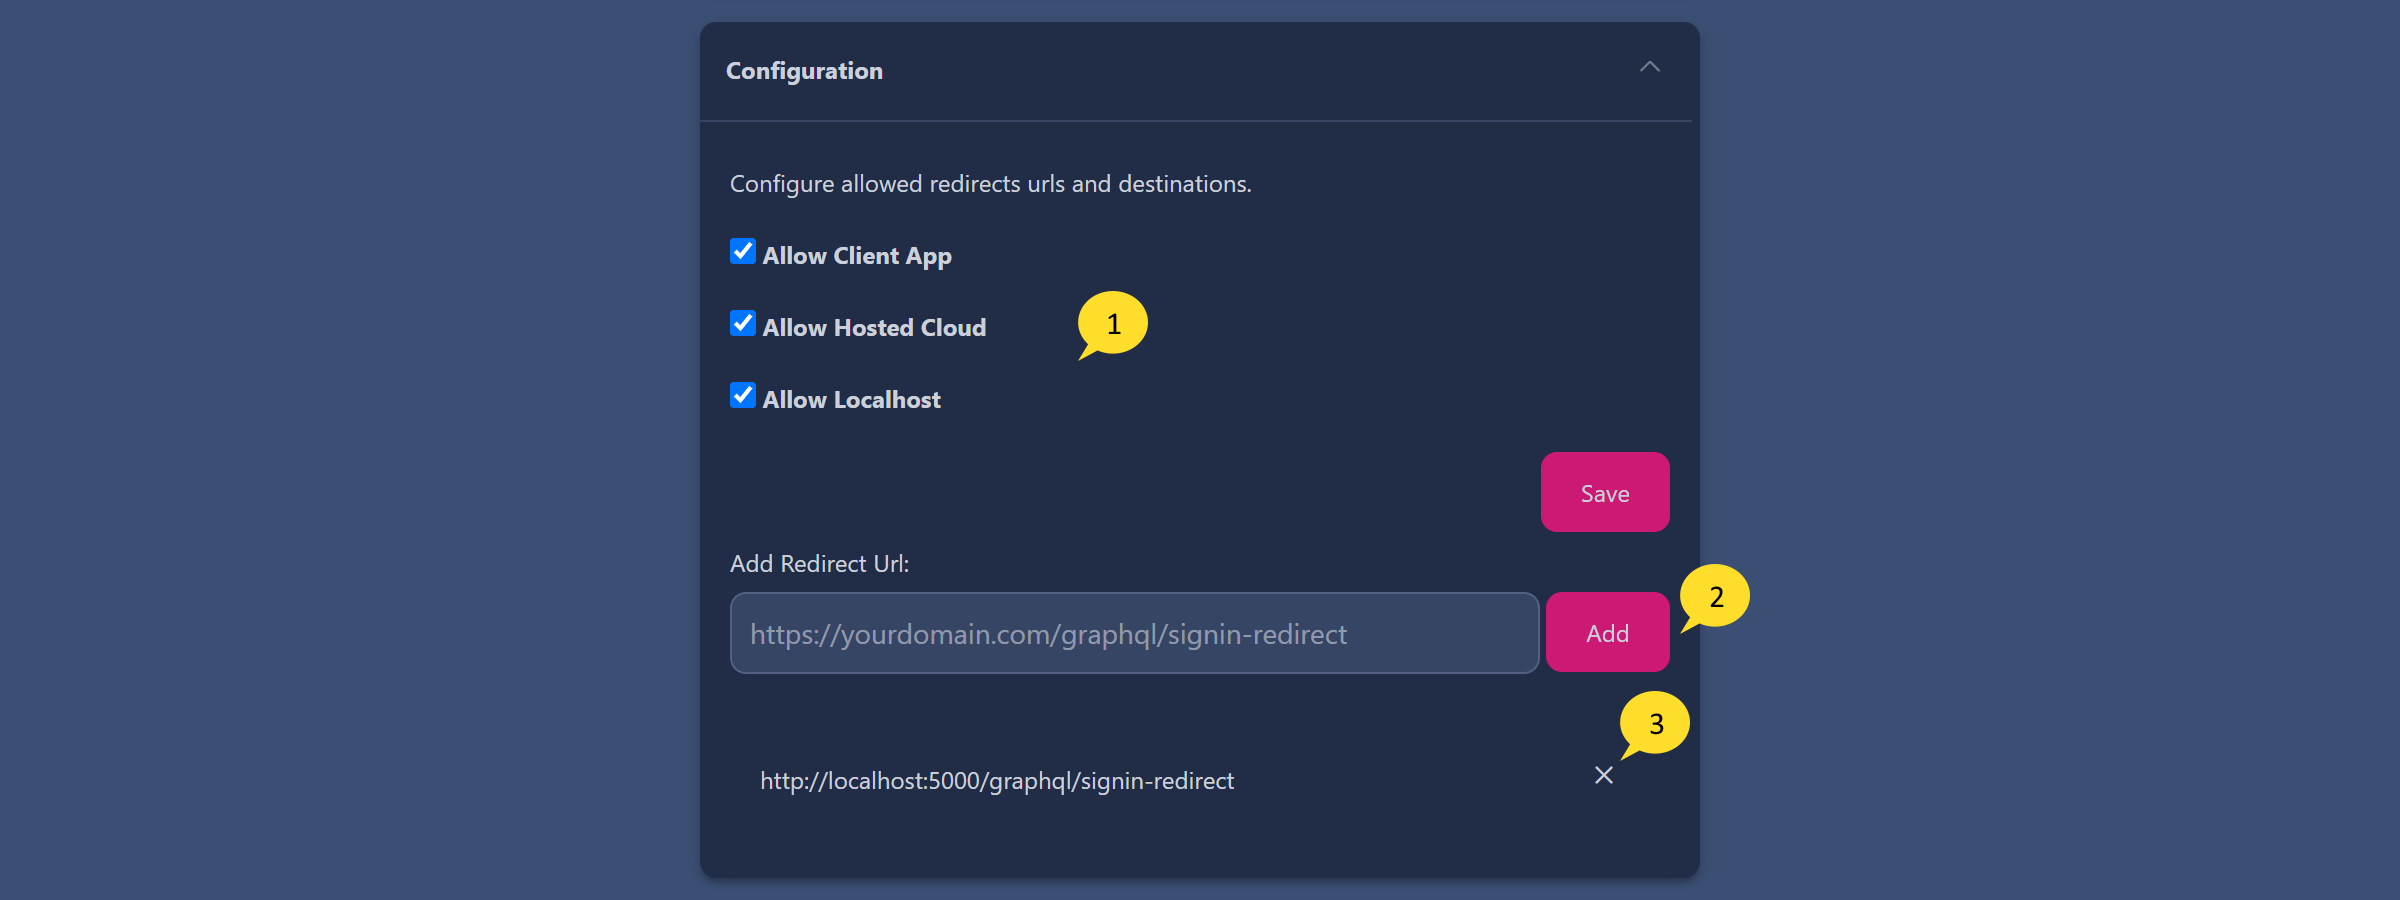 Configuration
Configure allowed redirects urls and destinations.
Allow Client App
Allow Hosted Cloud
1
Allow Localhost
Save
Add Redirect Url:
https://yourdomain.com/graphql/signin-redirect
Add
2
3
http://localhost:5000/graphql/signin-redirect